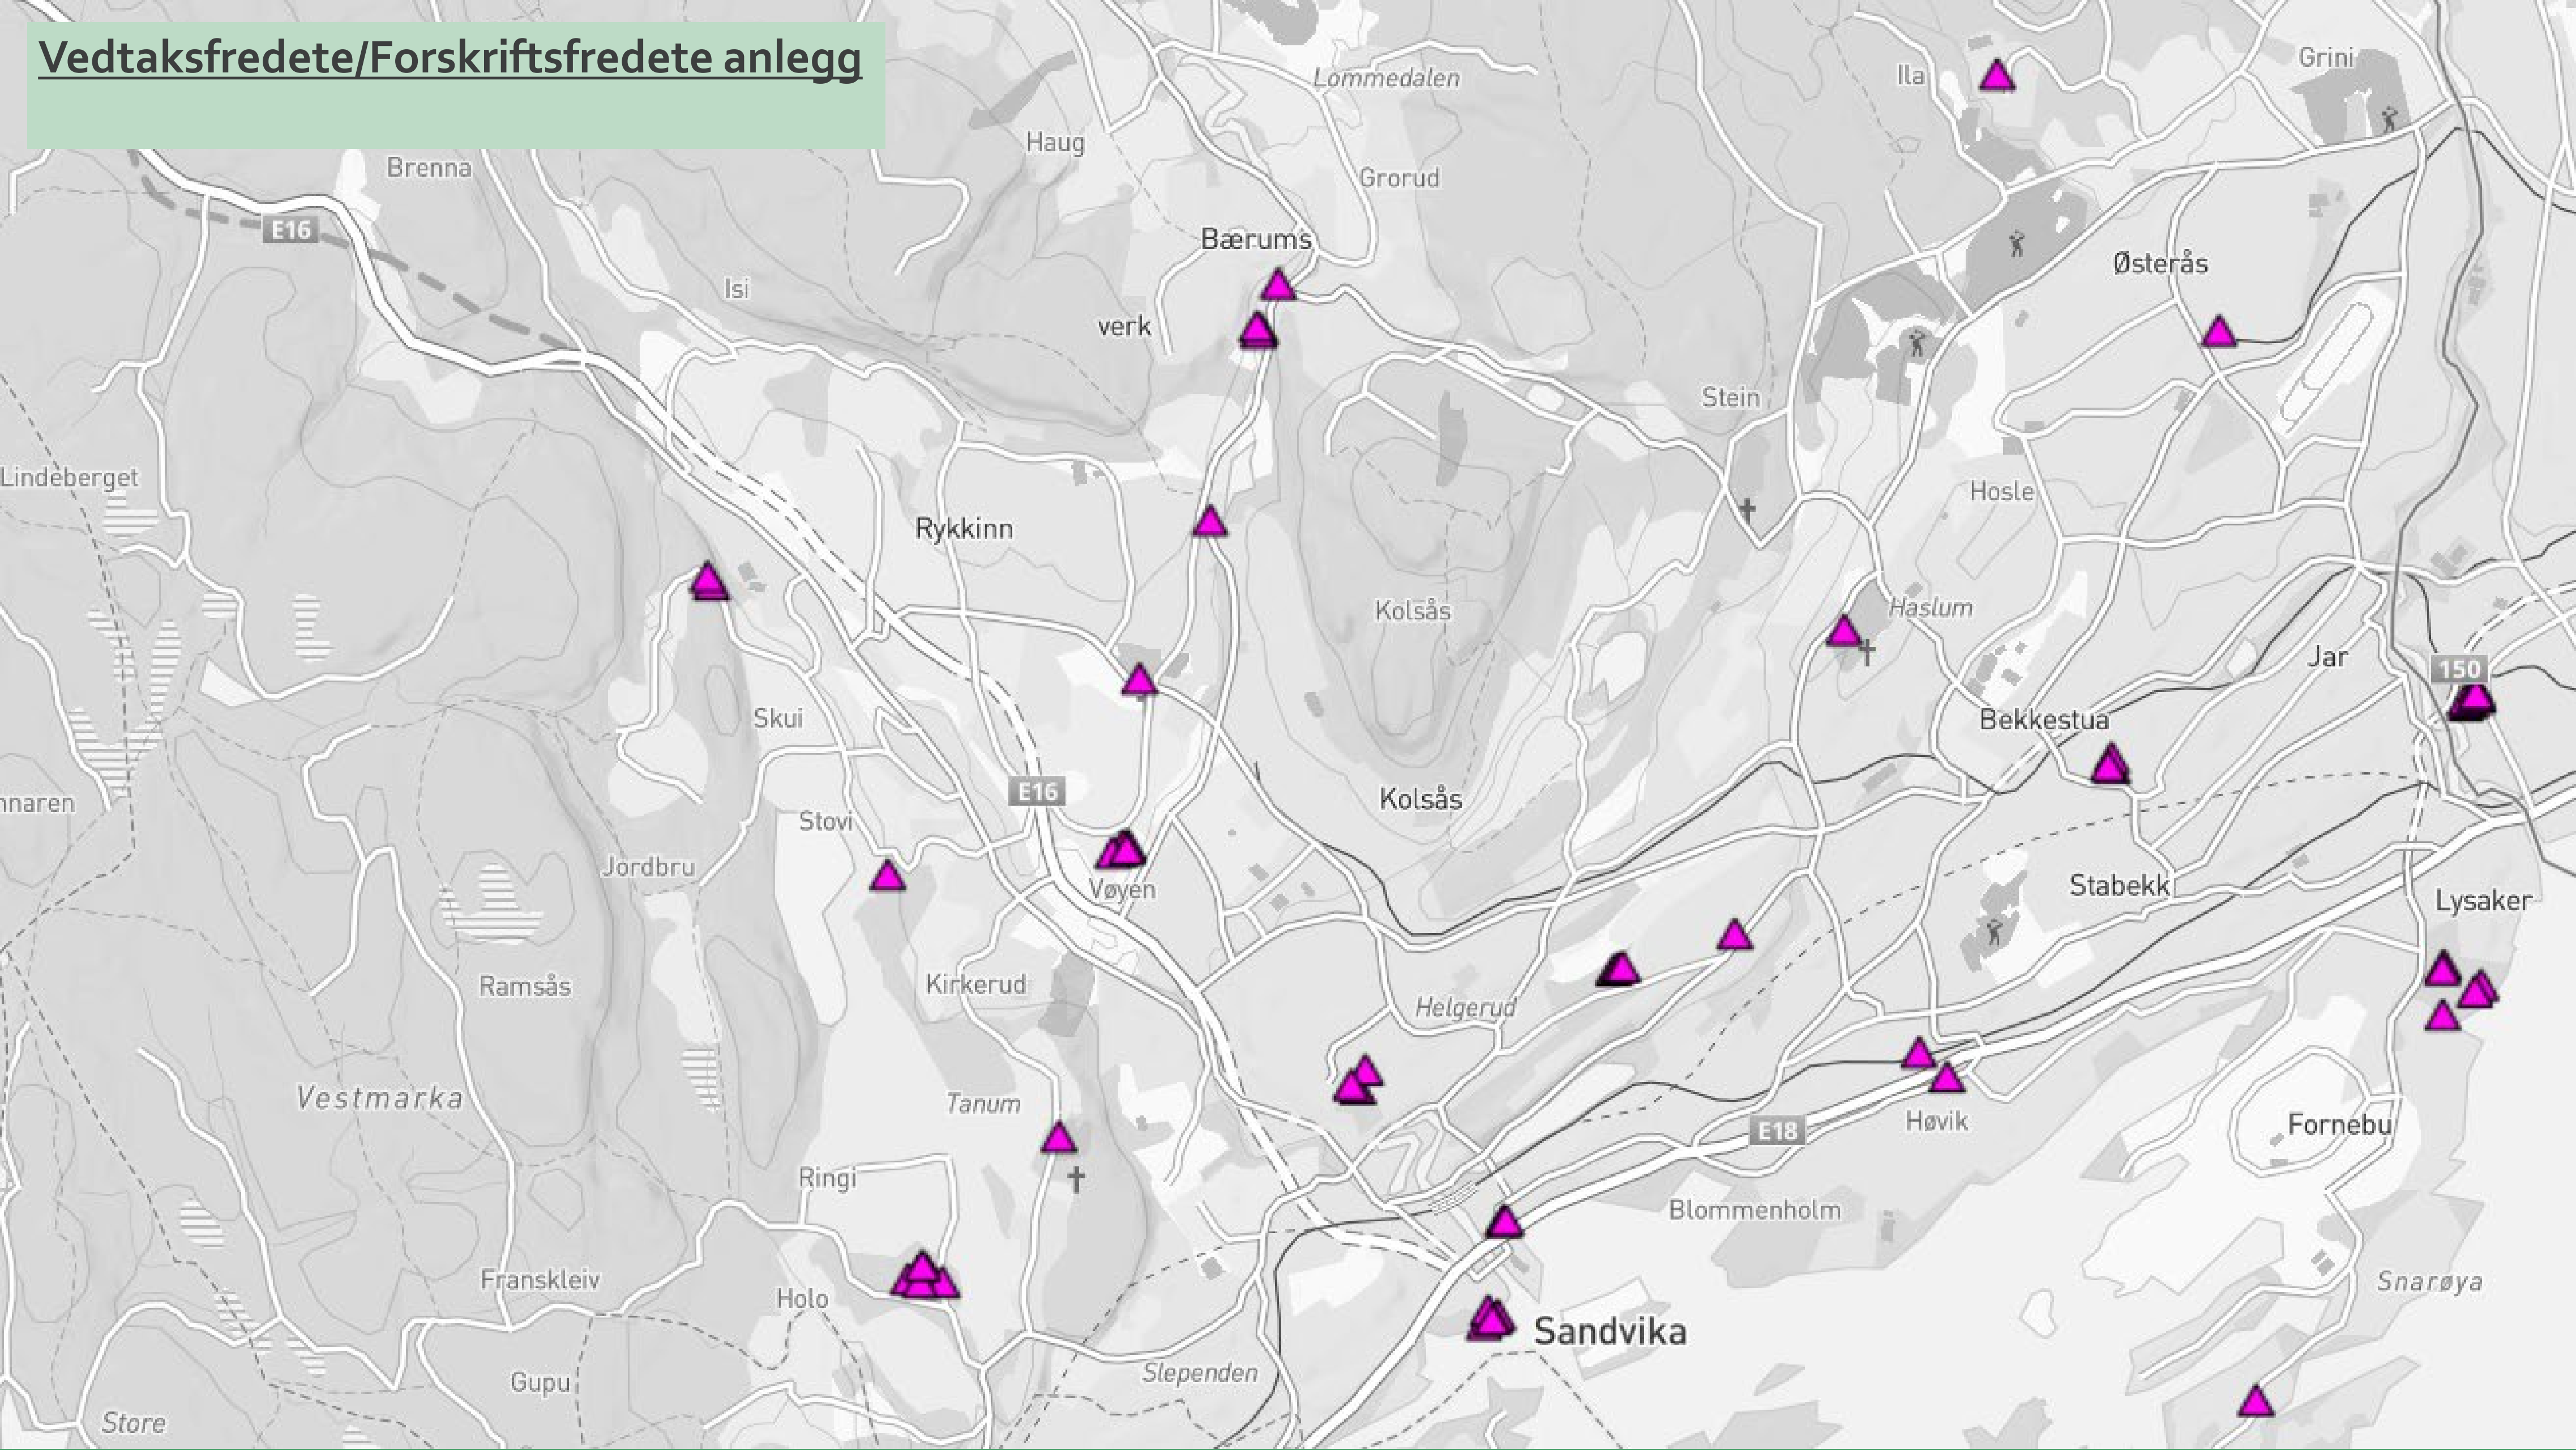 Vedtaksfredete/Forskriftsfredete anlegg
Grini
Ila
Lommedalen
Haug
Brenna
Grorud
E16
Bærums
verk
Østerås
Isi
Stein
Lindeberget
Hosle
Rykkinn
Haslum
Kolsås
Jar
150
Skui
Bekkestua
E16
Kolsås
nnaren
Stovi
Jordbru
Vøyen
Stabekk
Lysaker
Kirkerud
Ramsås
Helgerud
Vestmarka
Tanum
Høvik
E18
Fornebu
Ringi
Blommenholm
Franskleiv
Snarøya
Holo
Sandvika
Slependen
Gupu
Store